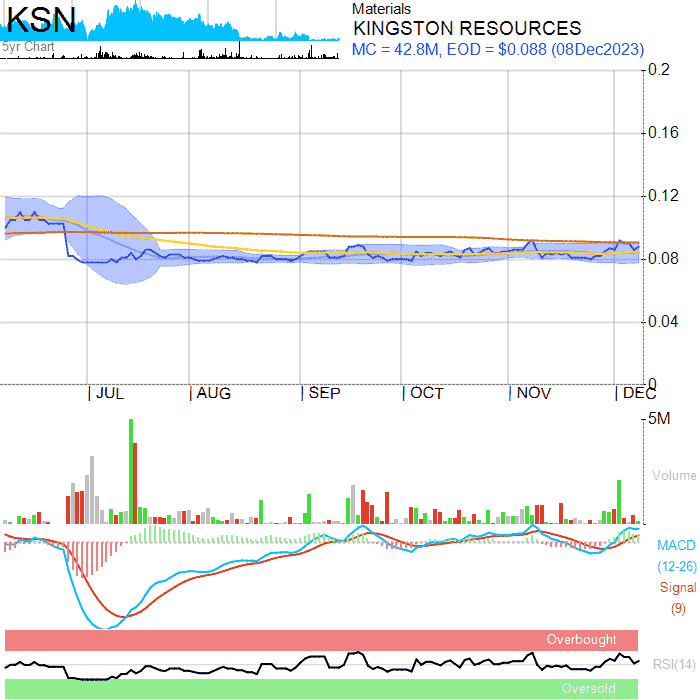 KSN
5yr Chart
Materials
KINGSTON RESOURCES
MC = 42.8M, EOD = $0.088 (08Dec2023)
0.2
0.16
0.12
0.08
0.04
0
JUL AUG SEP OCT NOV DEC
5M
Volume
MACD
(12-26)
Signal
(9)
Overbought
RSI(14)
Oversold